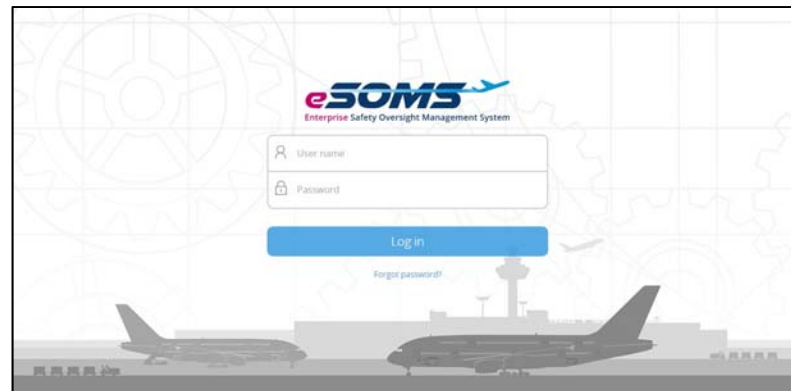 eSOMS
Enterprise Safety Oversight Management System
User name
Password
Log in
Forgot password?